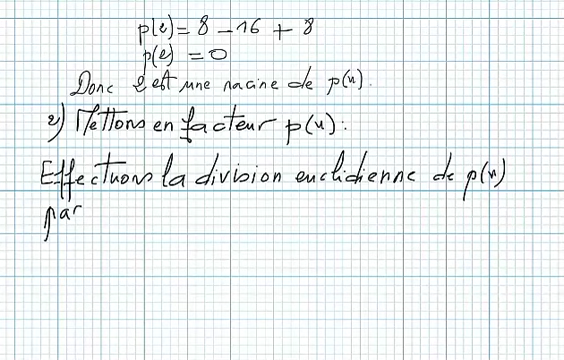 p(2) = 8 - 16 + 8
p(2) = 0
Donc 2 est une racine de p(x).
2) Mettons en facteur p(x):
Effectuons la division euclidienne de p(x)
par